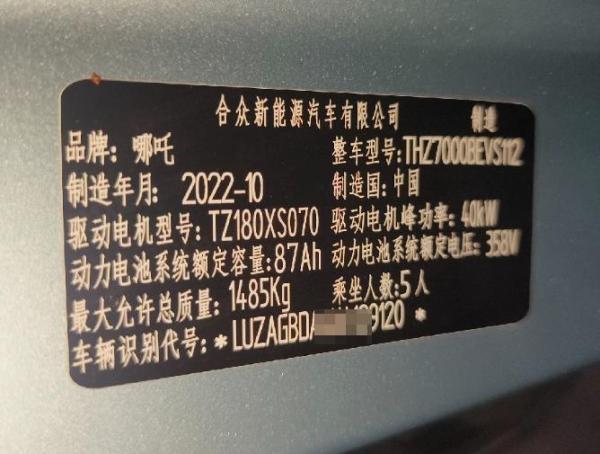 合众新能源汽车有限公司 制造
品牌: 哪吒 整车型号:THZ7000BEVS112
制造年月: 2022-10 制造国:中国
驱动电机型号:TZ180XS070 驱动电机峰功率:40kW
动力电池系统额定容量:87Ah 动力电池系统额定电压:358V
最大允许总质量: 1485Kg 乘坐人数:5人
车辆识别代号:*LUZAGBDA 9120 *